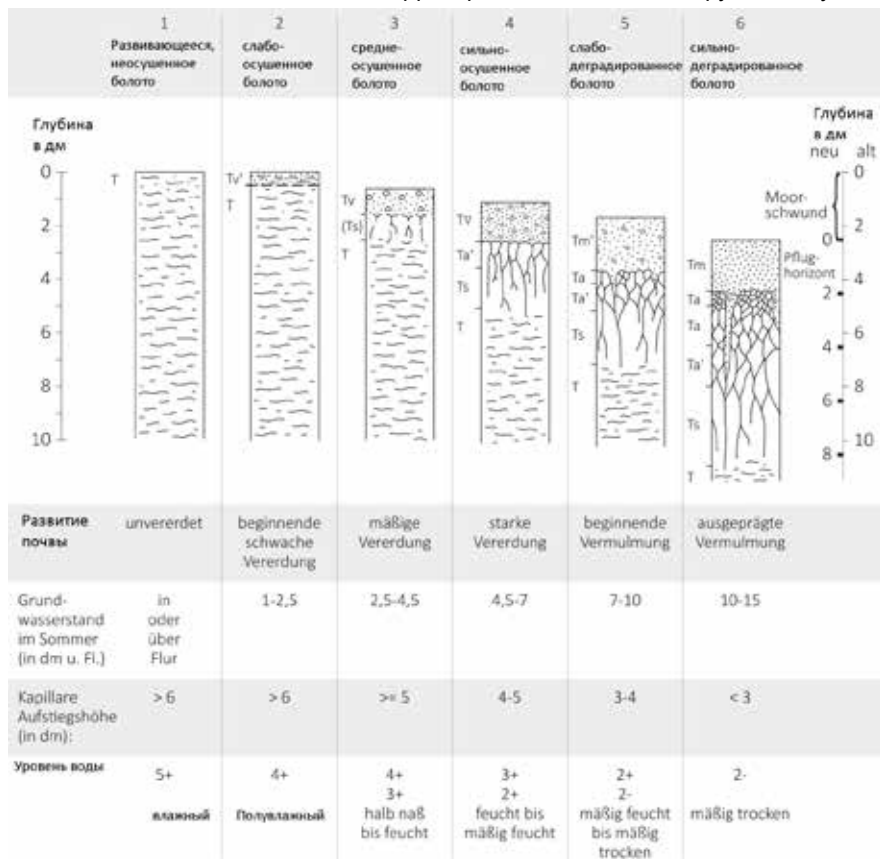 1 2 3 4 5 6
Развивающееся, неосушенное болото
слабо-осушенное болото
средне-осушенное болото
сильно-осушенное болото
слабо-деградированное болото
сильно-деградированное болото
Глубина в дм
0
2
4
6
8
10
T
Tv'
T
Tv
(Ts)
T
Tv
Ta'
Ts
T
Tm'
Ta
Ta'
Ts
T
Tm
Ta
Ta
Ta'
Ts
T
Глубина в дм
neu alt
Moor-schwund
Pflug-horizont
0
2
4
6
8
0
2
4
6
8
10
Развитие почвы
unvererdet
beginnende schwache Vererdung
mäßige Vererdung
starke Vererdung
beginnende Vermulmung
ausgeprägte Vermulmung
Grund-wasserstand im Sommer (in dm u. Fl.)
in oder über Flur
1-2,5
2,5-4,5
4,5-7
7-10
10-15
Kapillare Aufstiegshöhe (in dm):
> 6
> 6
>= 5
4-5
3-4
< 3
Уровень воды
5+ влажный
4+ Полувлажный
4+ 3+ halb naß bis feucht
3+ 2+ feucht bis mäßig feucht
2+ 2- mäßig feucht bis mäßig trocken
2- mäßig trocken